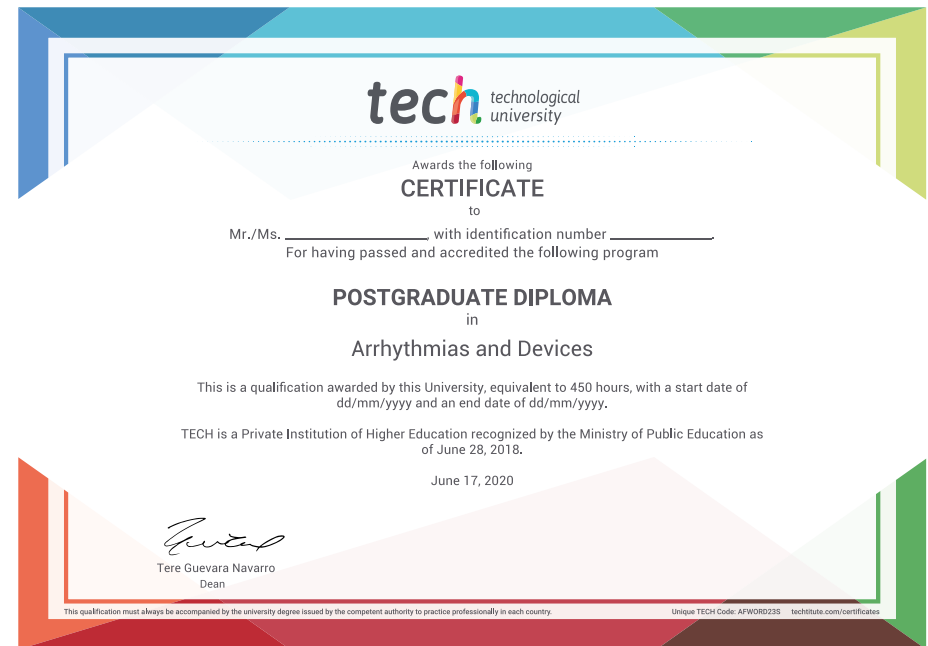 tech technological
university
Awards the following
CERTIFICATE
to
Mr./Ms. ____________________, with identification number ______________.
For having passed and accredited the following program
POSTGRADUATE DIPLOMA
in
Arrhythmias and Devices
This is a qualification awarded by this University, equivalent to 450 hours, with a start date of
dd/mm/yyyy and an end date of dd/mm/yyyy.
TECH is a Private Institution of Higher Education recognized by the Ministry of Public Education as
of June 28, 2018.
June 17, 2020
Tere Guevara Navarro
Dean
This qualification must always be accompanied by the university degree issued by the competent authority to practice professionally in each country. Unique TECH Code: AFWORD23S techtitute.com/certificates